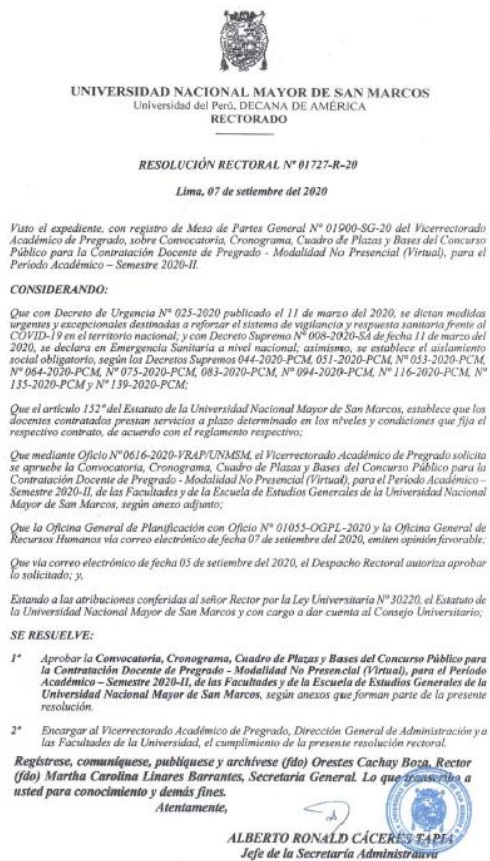 UNIVERSIDAD NACIONAL MAYOR DE SAN MARCOS
Universidad del Perú. DECANA DE AMÉRICA
RECTORADO
RESOLUCIÓN RECTORAL Nº 01727-R-20
Lima, 07 de setiembre del 2020
Visto el expediente, con registro de Mesa de Partes General Nº 01900-SG-20 del Vicerrectorado
Académico de Pregrado, sobre Convocatoria, Cronograma, Cuadro de Plazas y Bases del Concurso
Público para la Contratación Docente de Pregrado - Modalidad No Presencial (Virtual), para el
Período Académico – Semestre 2020-II.
CONSIDERANDO:
Que con Decreto de Urgencia Nº 025-2020 publicado el 11 de marzo del 2020, se dictan medidas
urgentes y excepcionales destinadas a reforzar el sistema de vigilancia y respuesta sanitaria frente al
COVID-19 en el territorio nacional; y con Decreto Supremo Nº 008-2020-SA de fecha 11 de marzo del
2020, se declara en Emergencia Sanitaria a nivel nacional; asimismo, se establece el aislamiento
social obligatorio, según los Decretos Supremos 044-2020-PCM, 051-2020-PCM, Nº 053-2020-PCM,
Nº 064-2020-PCM, Nº 075-2020-PCM, 083-2020-PCM, Nº 094-2020-PCM, Nº 116-2020-PCM, Nº
135-2020-PCM y Nº 139-2020-PCM;
Que el artículo 152º del Estatuto de la Universidad Nacional Mayor de San Marcos, establece que los
docentes contratados prestan servicios a plazo determinado en los niveles y condiciones que fija el
respectivo contrato, de acuerdo con el reglamento respectivo;
Que mediante Oficio Nº 0616-2020-VRAP/UNMSM, el Vicerrectorado Académico de Pregrado solicita
se apruebe la Convocatoria, Cronograma, Cuadro de Plazas y Bases del Concurso Público para la
Contratación Docente de Pregrado - Modalidad No Presencial (Virtual), para el Período Académico –
Semestre 2020-II, de las Facultades y de la Escuela de Estudios Generales de la Universidad Nacional
Mayor de San Marcos, según anexo adjunto;
Que la Oficina General de Planificación con Oficio Nº 01055-OGPL-2020 y la Oficina General de
Recursos Humanos vía correo electrónico de fecha 07 de setiembre del 2020, emiten opinión favorable;
Que vía correo electrónico de fecha 05 de setiembre del 2020, el Despacho Rectoral autoriza aprobar
lo solicitado; y,
Estando a las atribuciones conferidas al señor Rector por la Ley Universitaria Nº 30220, el Estatuto de
la Universidad Nacional Mayor de San Marcos y con cargo a dar cuenta al Consejo Universitario;
SE RESUELVE:
1º Aprobar la Convocatoria, Cronograma, Cuadro de Plazas y Bases del Concurso Público para
la Contratación Docente de Pregrado - Modalidad No Presencial (Virtual), para el Período
Académico – Semestre 2020-II, de las Facultades y de la Escuela de Estudios Generales de la
Universidad Nacional Mayor de San Marcos, según anexos que forman parte de la presente
resolución.
2º Encargar al Vicerrectorado Académico de Pregrado, Dirección General de Administración y a
las Facultades de la Universidad, el cumplimiento de la presente resolución rectoral.
Regístrese, comuníquese, publíquese y archívese (fdo) Orestes Cachay Boza, Rector
(fdo) Martha Carolina Linares Barrantes, Secretaria General. Lo que transcribo a
usted para conocimiento y demás fines.
Atentamente,
ALBERTO RONALD CÁCERES TAPIA
Jefe de la Secretaría Administrativa